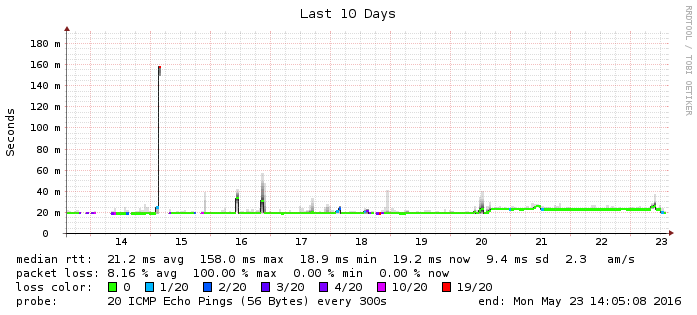 Last 10 Days
RRDTOOL / TOBI OETIKER
Seconds
180 m
160 m
140 m
120 m
100 m
80 m
60 m
40 m
20 m
0
14 15 16 17 18 19 20 21 22 23
median rtt: 21.2 ms avg 158.0 ms max 18.9 ms min 19.2 ms now 9.4 ms sd 2.3 am/s
packet loss: 8.16 % avg 100.00 % max 0.00 % min 0.00 % now
loss color: 0 1/20 2/20 3/20 4/20 10/20 19/20
probe: 20 ICMP Echo Pings (56 Bytes) every 300s end: Mon May 23 14:05:08 2016